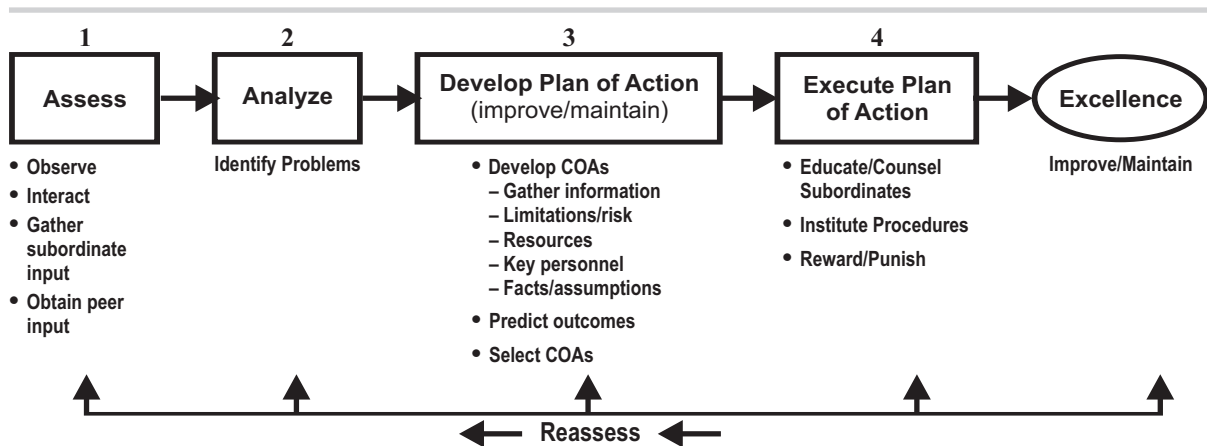 1
Assess
• Observe
• Interact
• Gather
subordinate
input
• Obtain peer
input
2
Analyze
Identify Problems
3
Develop Plan of Action
(improve/maintain)
• Develop COAs
– Gather information
– Limitations/risk
– Resources
– Key personnel
– Facts/assumptions
• Predict outcomes
• Select COAs
4
Execute Plan
of Action
• Educate/Counsel
Subordinates
• Institute Procedures
• Reward/Punish
Excellence
Improve/Maintain
Reassess